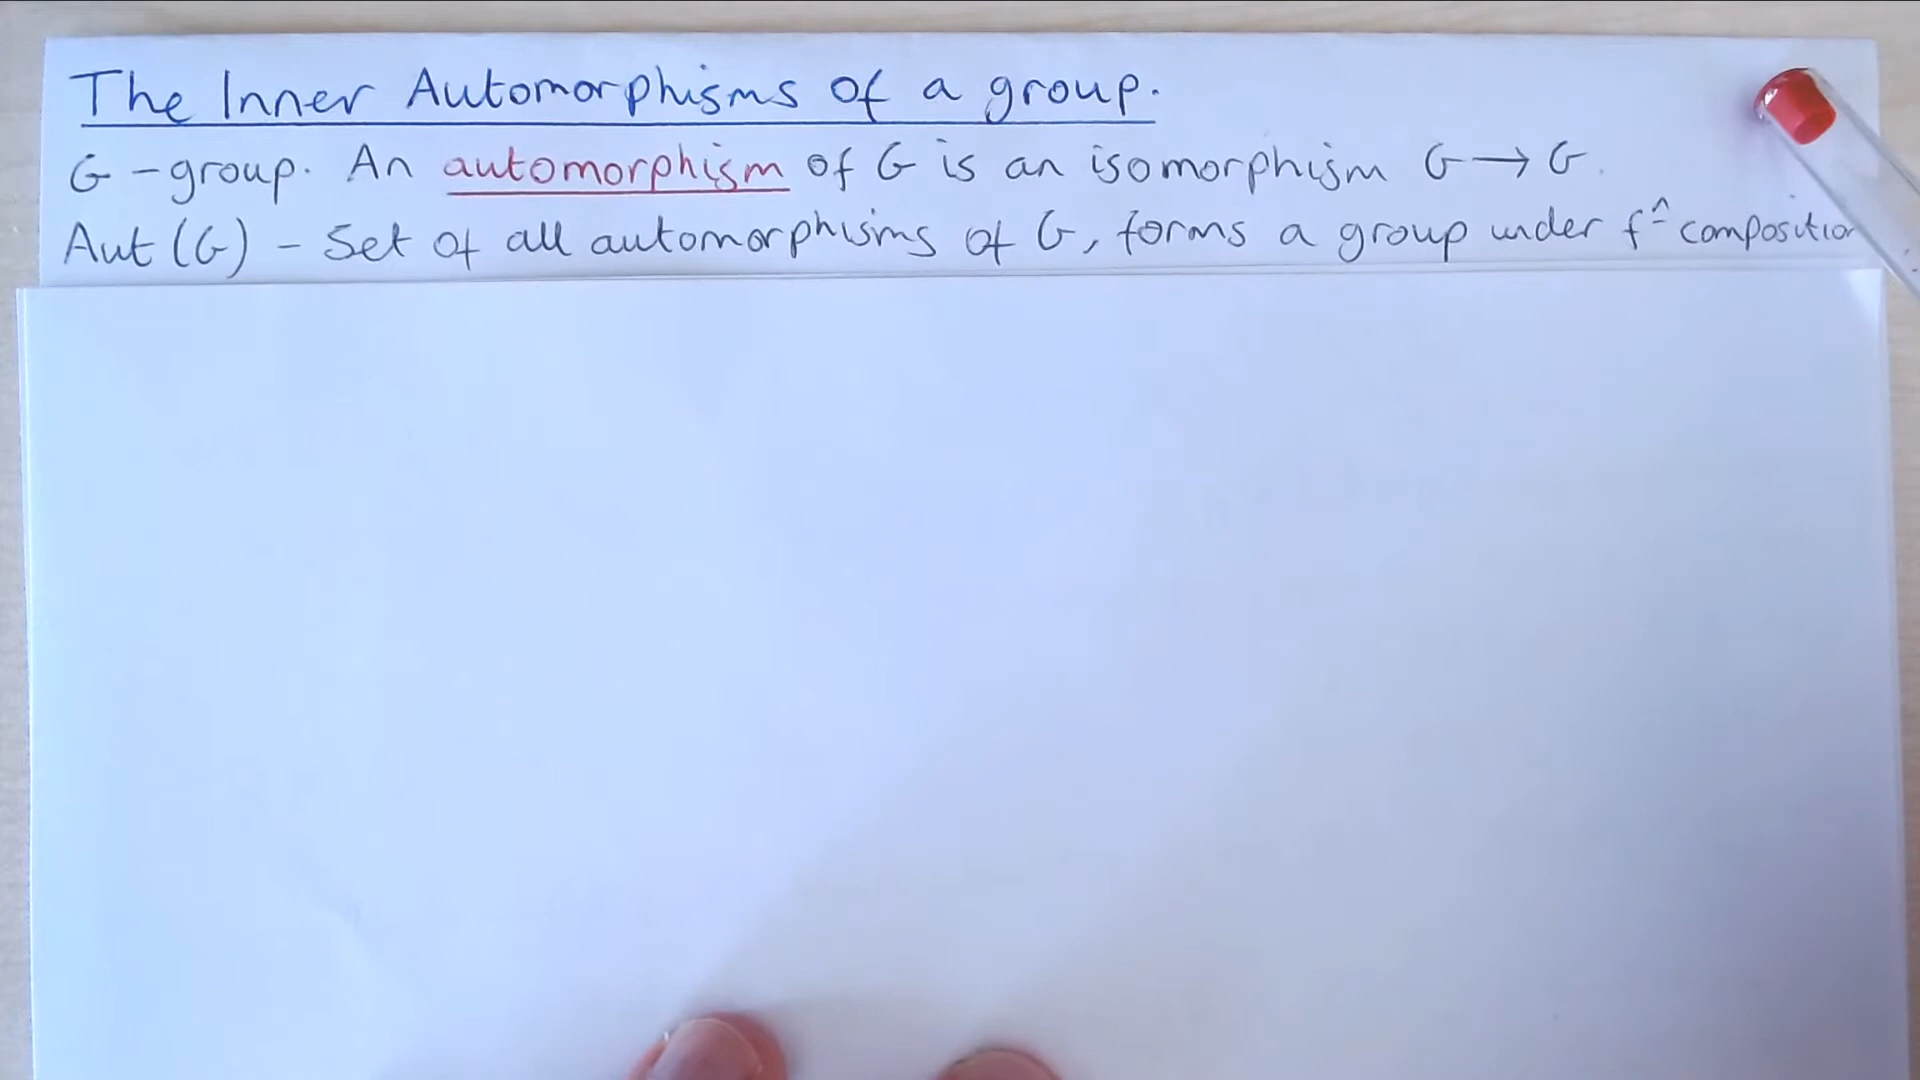 The Inner Automorphisms of a group.
G - group. An automorphism of G is an isomorphism G → G.
Aut (G) - Set of all automorphisms of G, forms a group under fⁿ composition